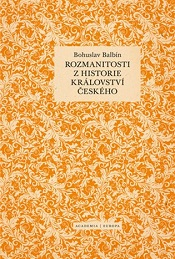 Bohuslav Balbín
ROZMANITOSTI
Z HISTORIE
KRÁLOVSTVÍ
ČESKÉHO
ACADEMIA | EUROPA